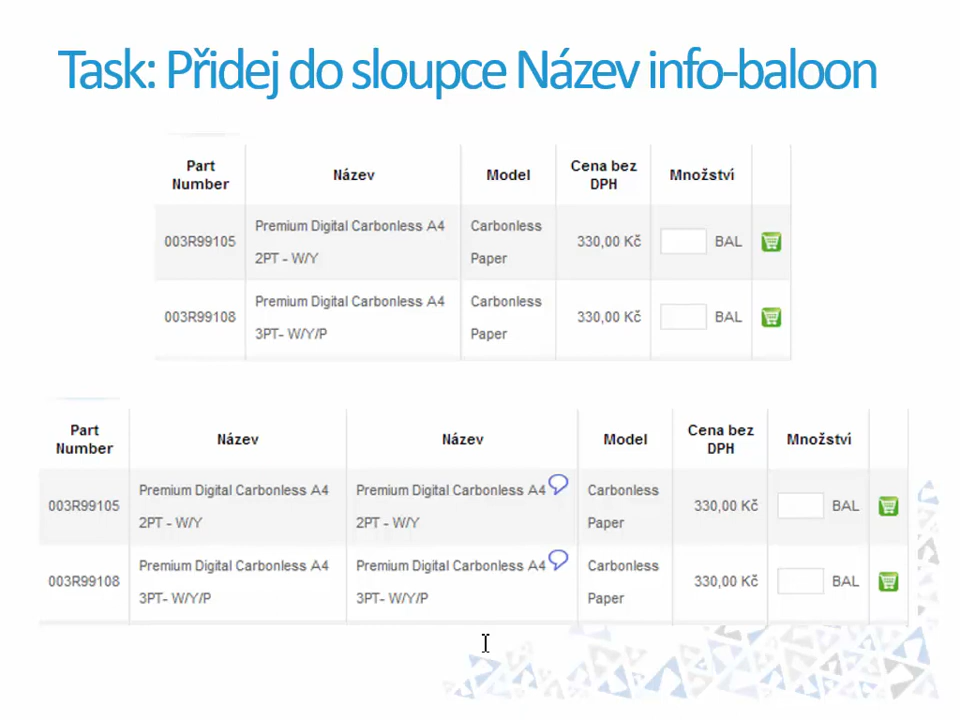 Task: Přidej do sloupce Název info-baloon
Part Number Název Model Cena bez DPH Množství
003R99105 Premium Digital Carbonless A4 2PT - W/Y Carbonless Paper 330,00 Kč BAL
003R99108 Premium Digital Carbonless A4 3PT- W/Y/P Carbonless Paper 330,00 Kč BAL
Part Number Název Název Model Cena bez DPH Množství
003R99105 Premium Digital Carbonless A4 2PT - W/Y Premium Digital Carbonless A4 2PT - W/Y Carbonless Paper 330,00 Kč BAL
003R99108 Premium Digital Carbonless A4 3PT- W/Y/P Premium Digital Carbonless A4 3PT- W/Y/P Carbonless Paper 330,00 Kč BAL